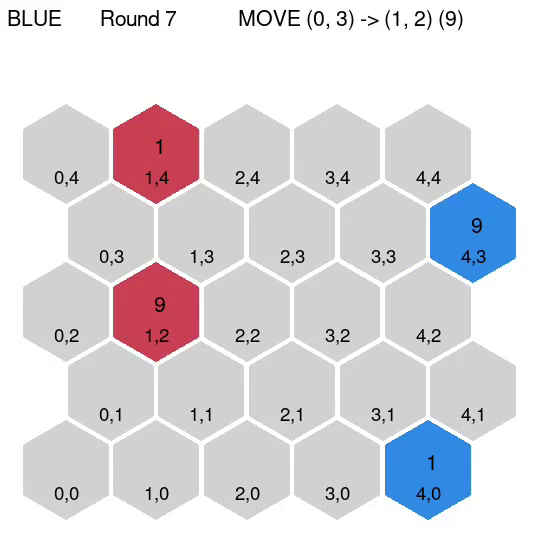 BLUE Round 7 MOVE (0, 3) -> (1, 2) (9)
1
0,4 1,4 2,4 3,4 4,4
9
0,3 1,3 2,3 3,3 4,3
9
0,2 1,2 2,2 3,2 4,2
0,1 1,1 2,1 3,1 4,1
1
0,0 1,0 2,0 3,0 4,0